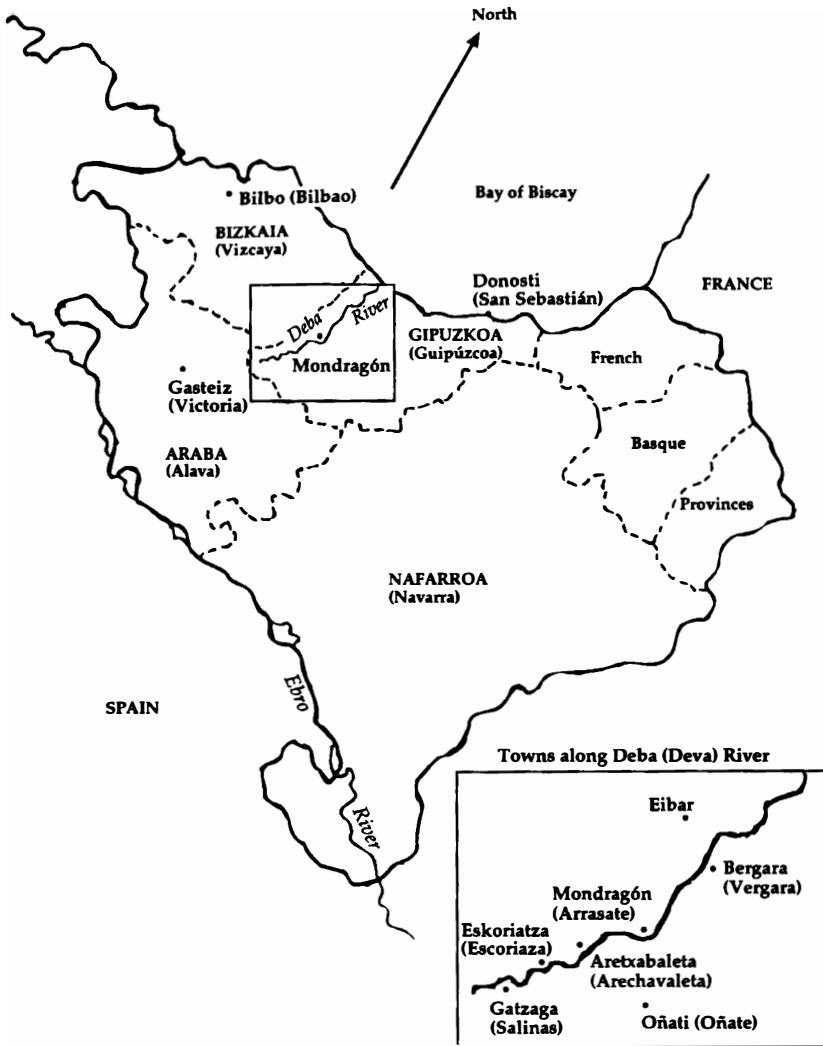 North
Bay of Biscay
Bilbo (Bilbao)
BIZKAIA
(Vizcaya)
Donosti
(San Sebastián)
FRANCE
Deba River
Mondragón
GIPUZKOA
(Guipúzcoa)
French
Gasteiz
(Victoria)
Basque
ARABA
(Alava)
Provinces
NAFARROA
(Navarra)
SPAIN
Ebro
River
Towns along Deba (Deva) River
Eibar
Bergara
(Vergara)
Mondragón
(Arrasate)
Eskoriatza
(Escoriaza)
Aretxabaleta
(Arechavaleta)
Gatzaga
(Salinas)
Oñati (Oñate)